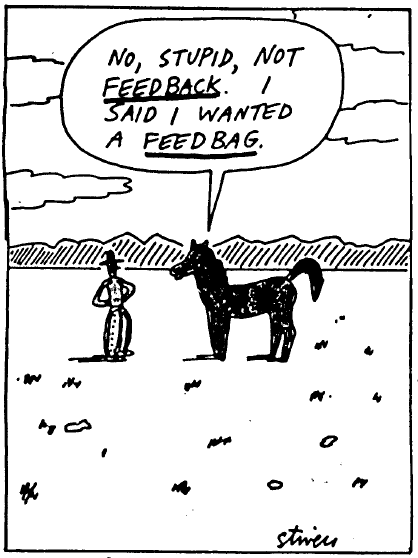 NO, STUPID, NOT
FEEDBACK. I
SAID I WANTED
A FEEDBAG.
stivers